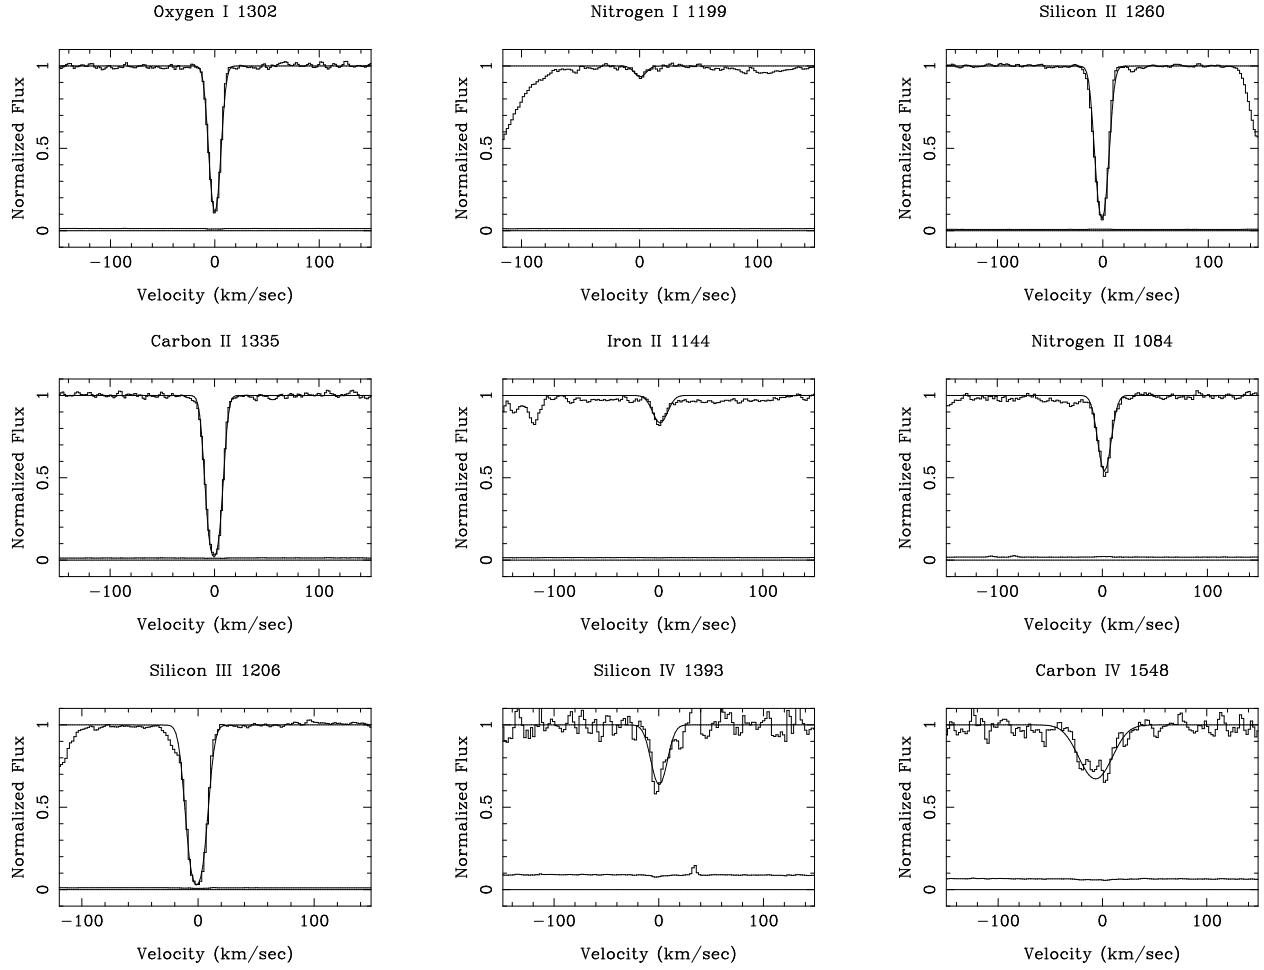 Oxygen I 1302 Nitrogen I 1199 Silicon II 1260
Normalized Flux Normalized Flux Normalized Flux
1 1 1
0.5 0.5 0.5
0 0 0
−100 0 100 −100 0 100 −100 0 100
Velocity (km/sec) Velocity (km/sec) Velocity (km/sec)
Carbon II 1335 Iron II 1144 Nitrogen II 1084
Normalized Flux Normalized Flux Normalized Flux
1 1 1
0.5 0.5 0.5
0 0 0
−100 0 100 −100 0 100 −100 0 100
Velocity (km/sec) Velocity (km/sec) Velocity (km/sec)
Silicon III 1206 Silicon IV 1393 Carbon IV 1548
Normalized Flux Normalized Flux Normalized Flux
1 1 1
0.5 0.5 0.5
0 0 0
−100 0 100 −100 0 100 −100 0 100
Velocity (km/sec) Velocity (km/sec) Velocity (km/sec)